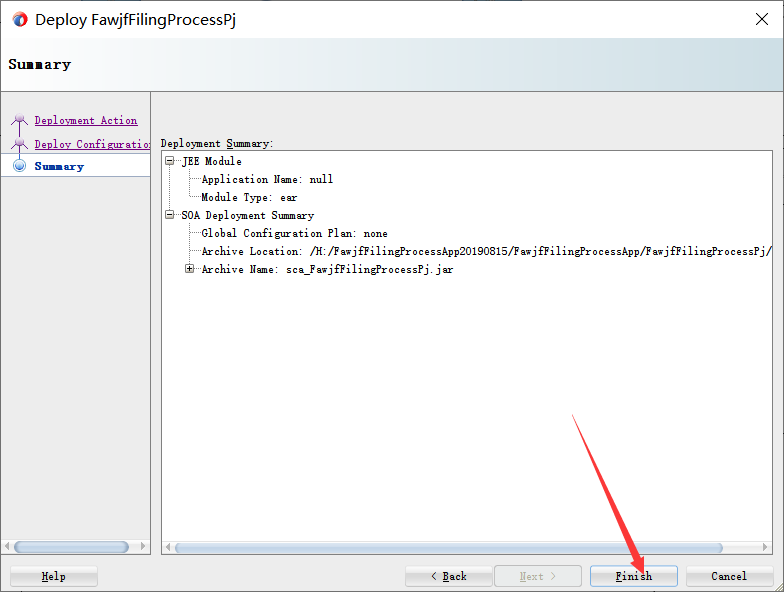 Deploy FawjfFilingProcessPj
Summary
Deployment Action
Deploy Configuratio
Summary
Deployment Summary:
JEE Module
Application Name: null
Module Type: ear
SOA Deployment Summary
Global Configuration Plan: none
Archive Location: /H:/FawjfFilingProcessApp20190815/FawjfFilingProcessApp/FawjfFilingProcessPj/
Archive Name: sca_FawjfFilingProcessPj.jar
Help
< Back
Next >
Finish
Cancel